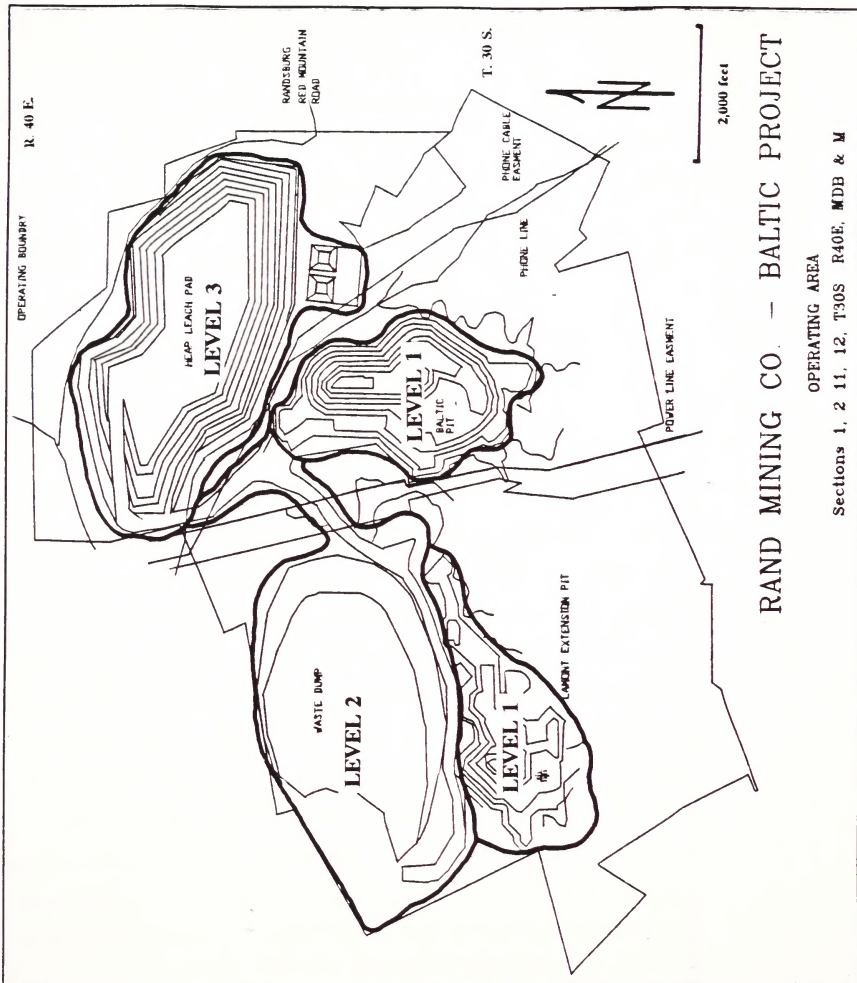 R. 40 E.
OPERATING BOUNDRY
RANDSBURG
RED MOUNTAIN
ROAD
HEAP LEACH PAD
LEVEL 3
T. 30 S.
PHONE CABLE
EASMENT
PHONE LINE
LEVEL 1
BALTIC
PIT
POWER LINE EASMENT
WASTE DUMP
LEVEL 2
LAMONT EXTENSION PIT
LEVEL 1
N
2,000 feet
RAND MINING CO. - BALTIC PROJECT
OPERATING AREA
Sections 1, 2 11, 12, T30S R40E, MDB & M